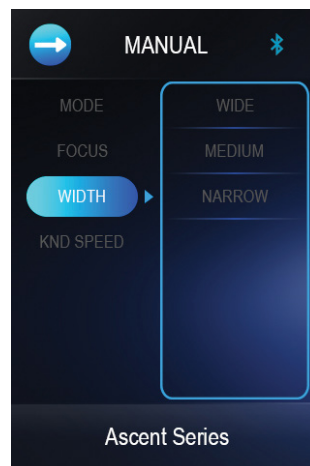 MANUAL
MODE
FOCUS
WIDTH
KND SPEED
WIDE
MEDIUM
NARROW
Ascent Series